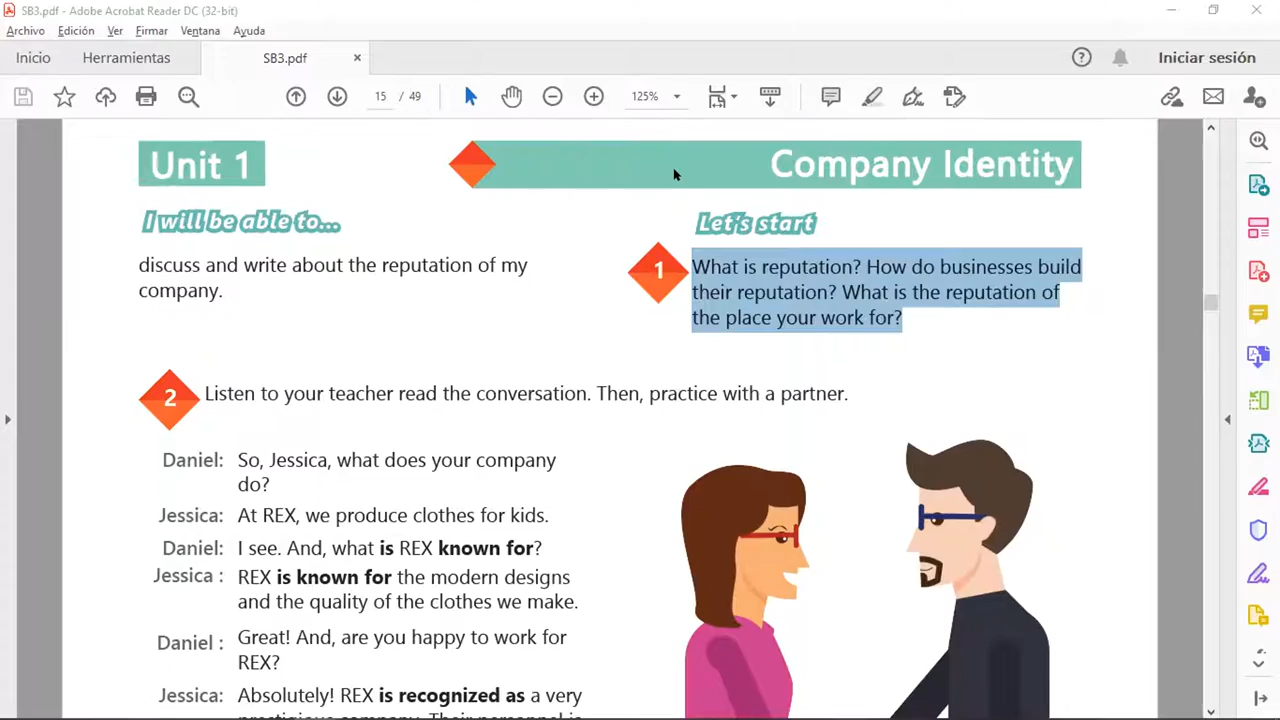 SB3.pdf - Adobe Acrobat Reader DC (32-bit)
Archivo Edición Ver Firmar Ventana Ayuda
Inicio Herramientas SB3.pdf × Iniciar sesión
15 / 49 125%
Unit 1
Company Identity
I will be able to...
discuss and write about the reputation of my
company.
Let's start
1
What is reputation? How do businesses build
their reputation? What is the reputation of
the place your work for?
2 Listen to your teacher read the conversation. Then, practice with a partner.
Daniel: So, Jessica, what does your company
do?
Jessica: At REX, we produce clothes for kids.
Daniel: I see. And, what is REX known for?
Jessica : REX is known for the modern designs
and the quality of the clothes we make.
Daniel : Great! And, are you happy to work for
REX?
Jessica: Absolutely! REX is recognized as a very
prestigious company. Their personnel is